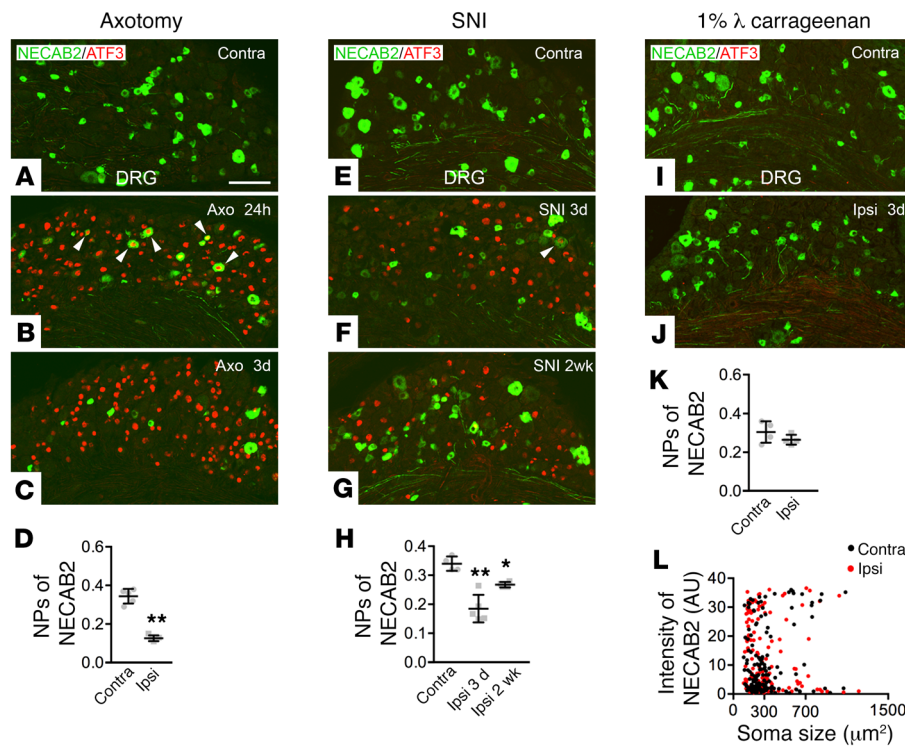 Axotomy
SNI
1% λ carrageenan
NECAB2/ATF3
Contra
A
DRG
NECAB2/ATF3
Contra
E
DRG
NECAB2/ATF3
Contra
I
DRG
Axo 24h
B
SNI 3d
F
Ipsi 3d
J
Axo 3d
C
SNI 2wk
G
D
NPs of
NECAB2
0.6
0.4
0.2
0.0
**
Contra
Ipsi
H
NPs of
NECAB2
0.4
0.3
0.2
0.1
0.0
**
*
Contra
Ipsi 3 d
Ipsi 2 wk
K
NPs of
NECAB2
0.6
0.4
0.2
0.0
Contra
Ipsi
L
Contra
Ipsi
Intensity of
NECAB2 (AU)
40
30
20
10
0
0
300
700
1500
Soma size (μm²)